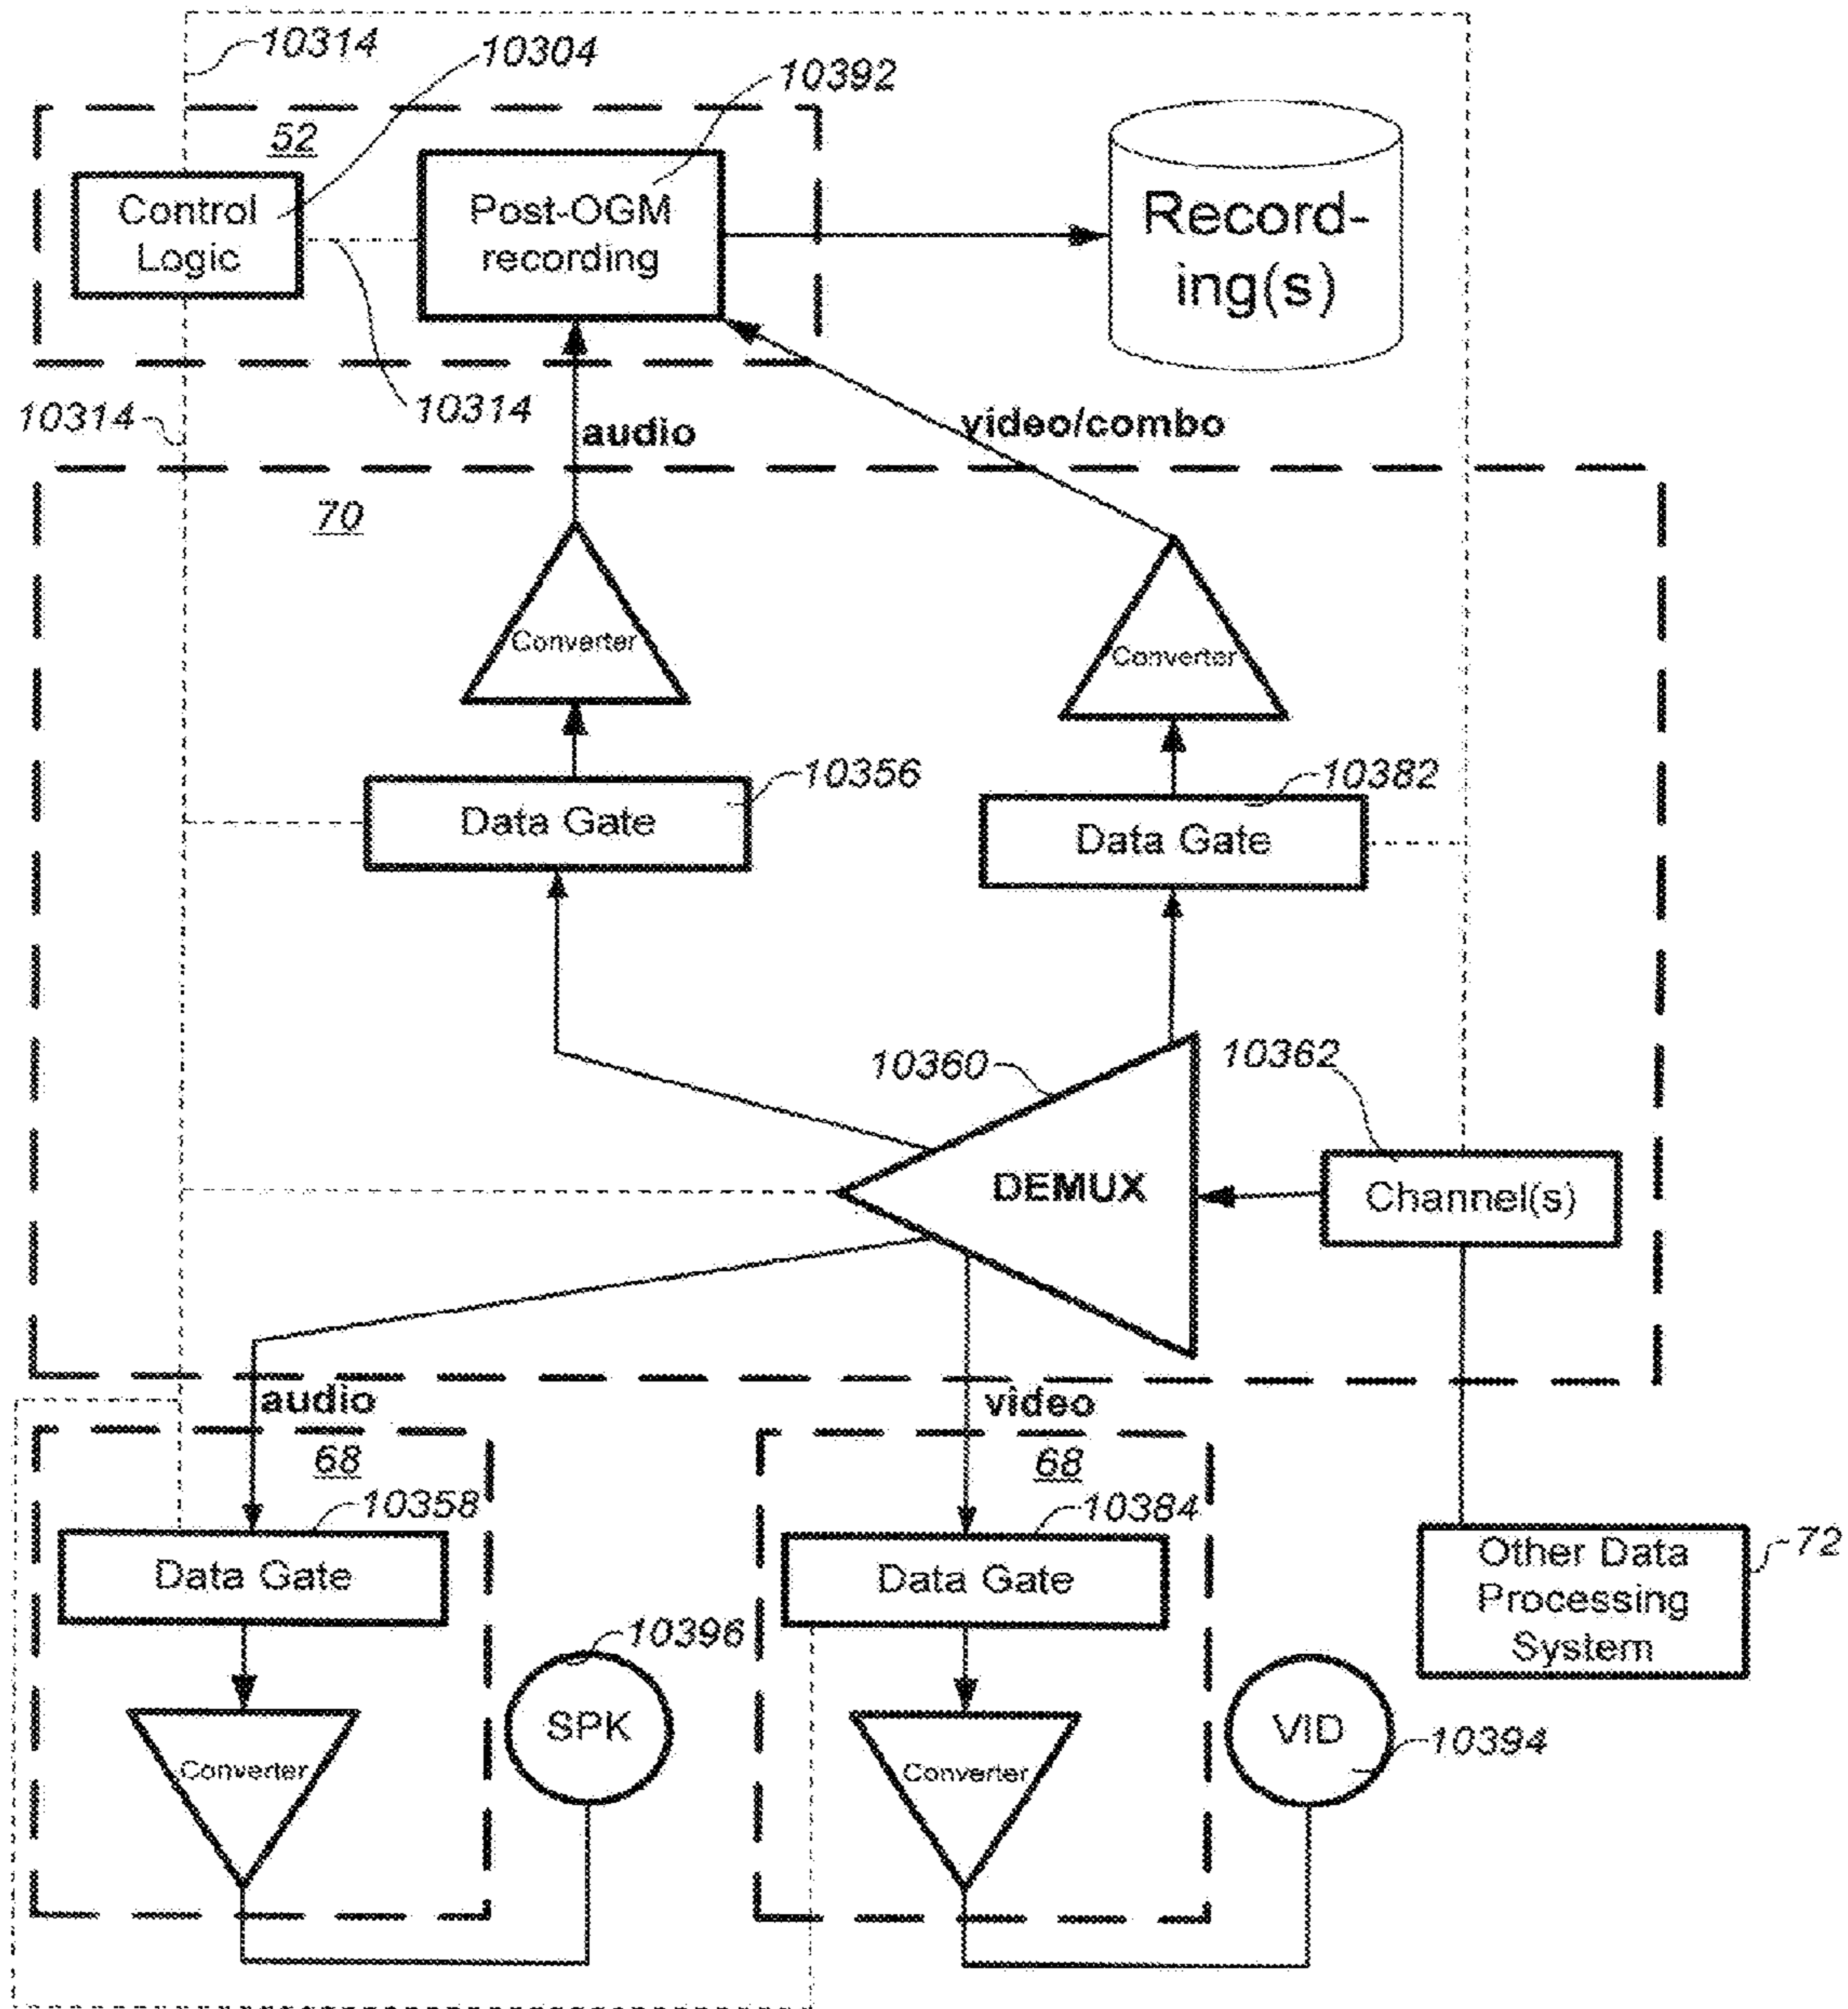 10314
10304
10392
52
Control
Logic
Post-OGM
recording
Record-
ing(s)
10314
10314
audio
video/combo
70
Converter
Converter
10356
10382
Data Gate
Data Gate
10360
10362
DEMUX
Channel(s)
audio
video
68
68
10358
10384
Data Gate
Data Gate
Other Data
Processing
System
72
10396
SPK
VID
10394
Converter
Converter